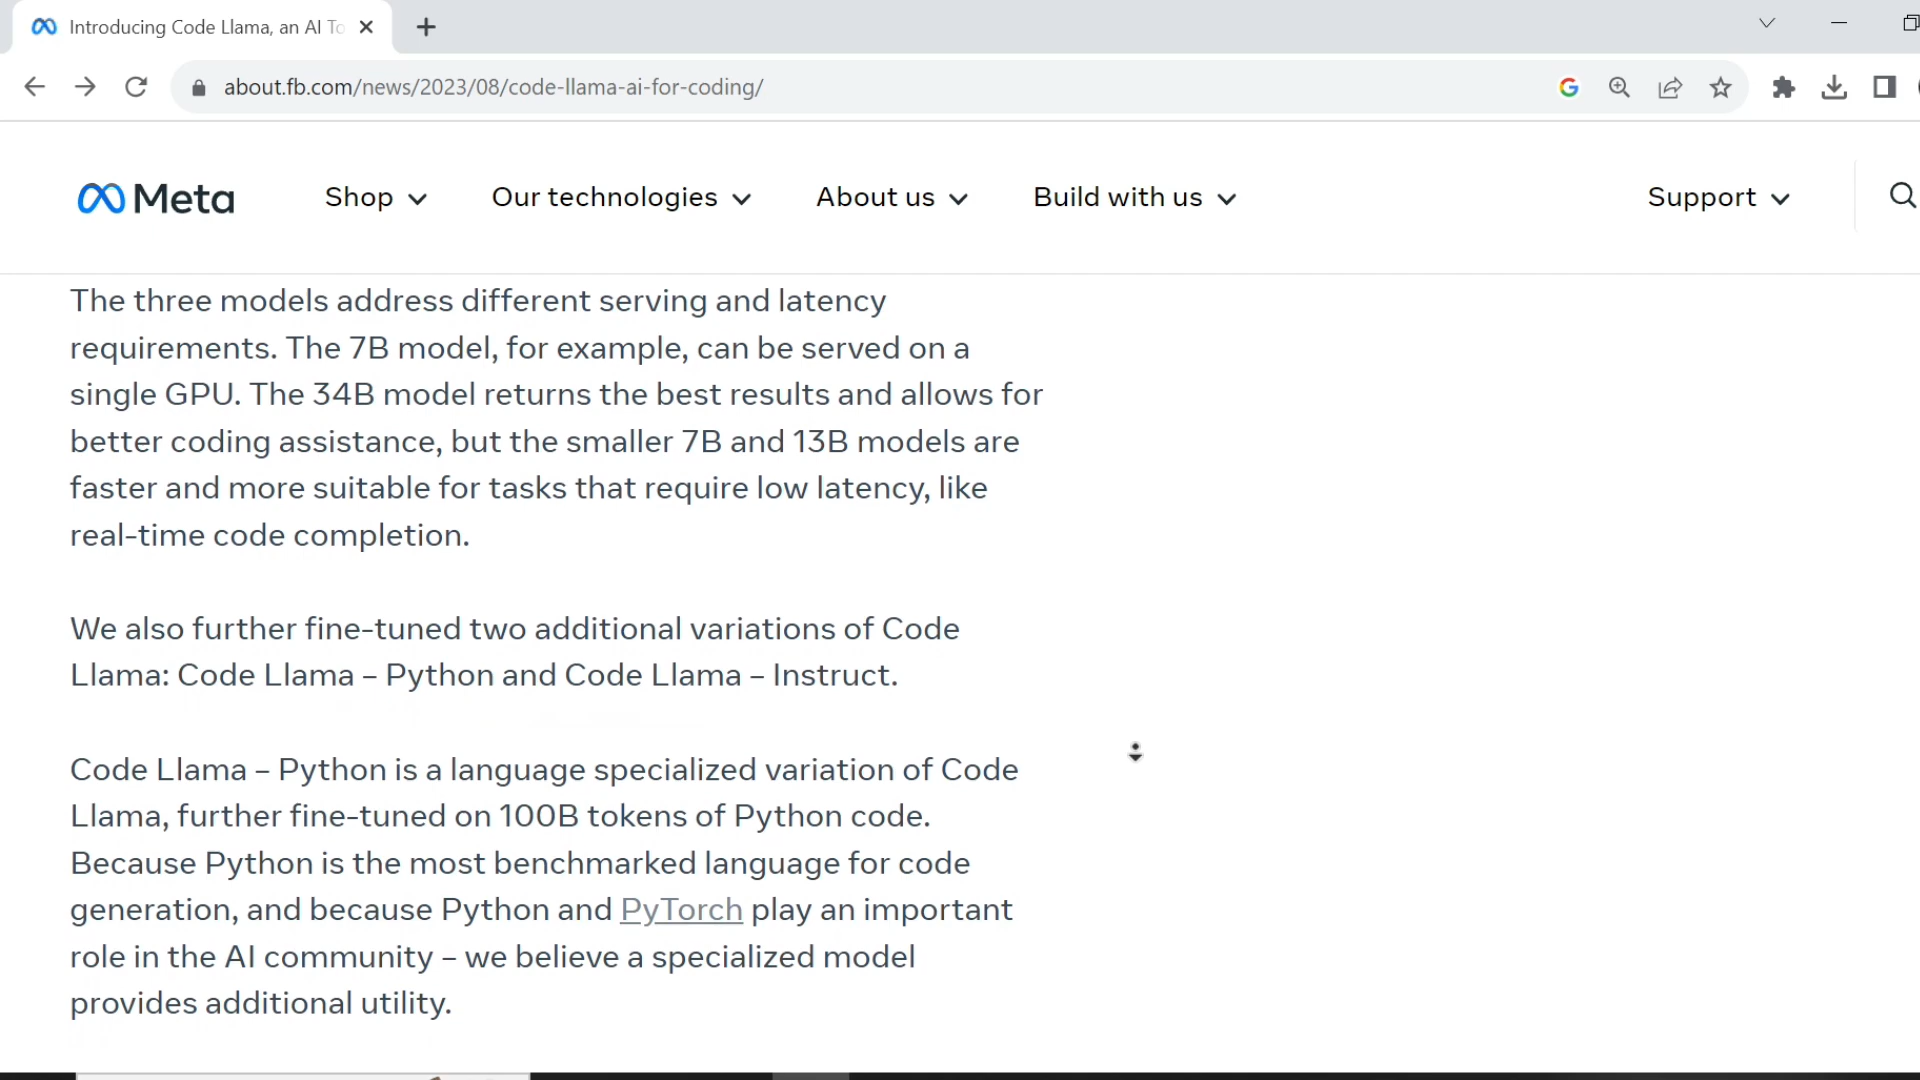 Introducing Code Llama, an AI To
about.fb.com/news/2023/08/code-llama-ai-for-coding/
Meta Shop Our technologies About us Build with us Support
The three models address different serving and latency
requirements. The 7B model, for example, can be served on a
single GPU. The 34B model returns the best results and allows for
better coding assistance, but the smaller 7B and 13B models are
faster and more suitable for tasks that require low latency, like
real-time code completion.
We also further fine-tuned two additional variations of Code
Llama: Code Llama – Python and Code Llama – Instruct.
Code Llama – Python is a language specialized variation of Code
Llama, further fine-tuned on 100B tokens of Python code.
Because Python is the most benchmarked language for code
generation, and because Python and PyTorch play an important
role in the AI community – we believe a specialized model
provides additional utility.